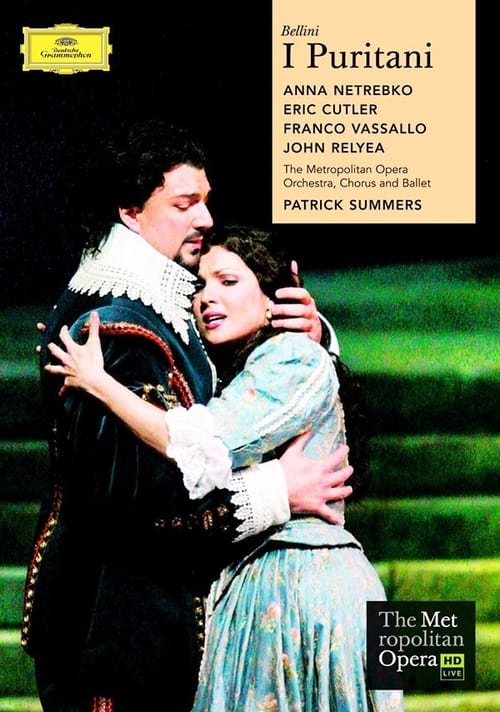 Deutsche
Grammophon
Bellini
I Puritani
ANNA NETREBKO
ERIC CUTLER
FRANCO VASSALLO
JOHN RELYEA
The Metropolitan Opera
Orchestra, Chorus and Ballet
PATRICK SUMMERS
The Met
ropolitan
Opera HD
LIVE